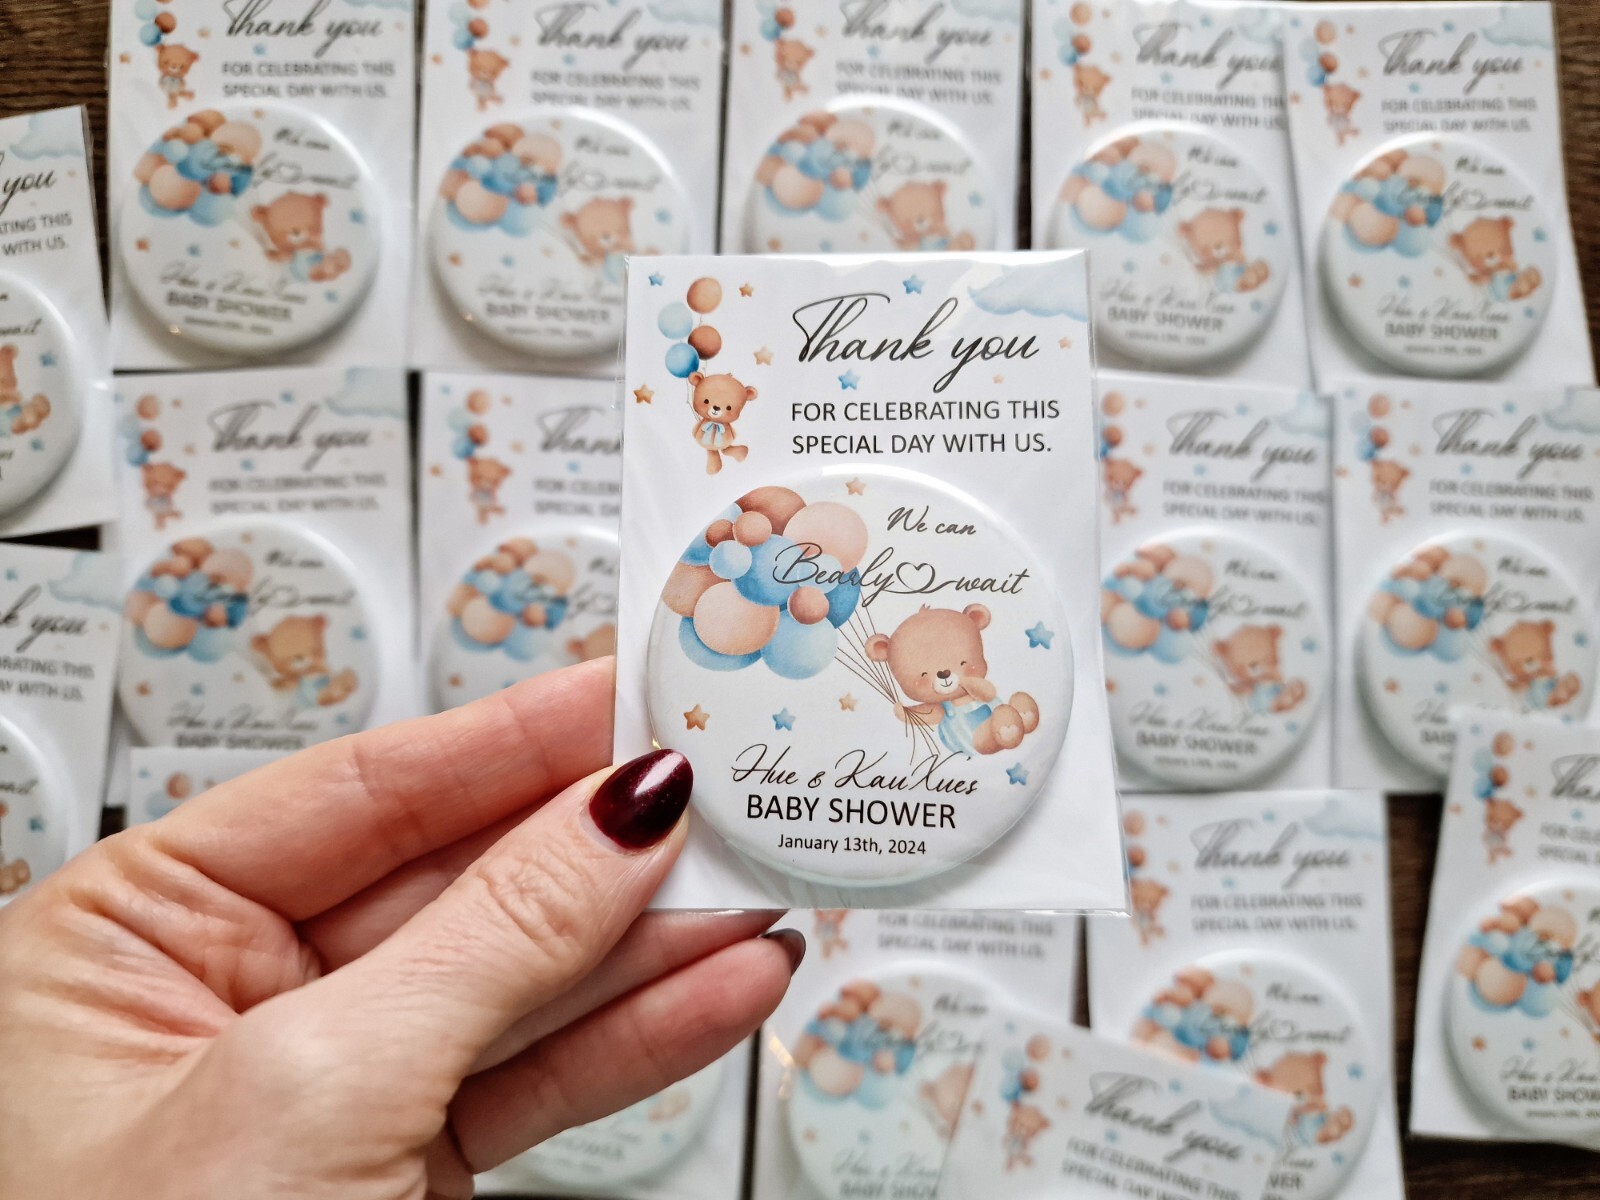 Thank you
FOR CELEBRATING THIS
SPECIAL DAY WITH US.
We can
Bearly wait
Hue & KauXues
BABY SHOWER
January 13th, 2024